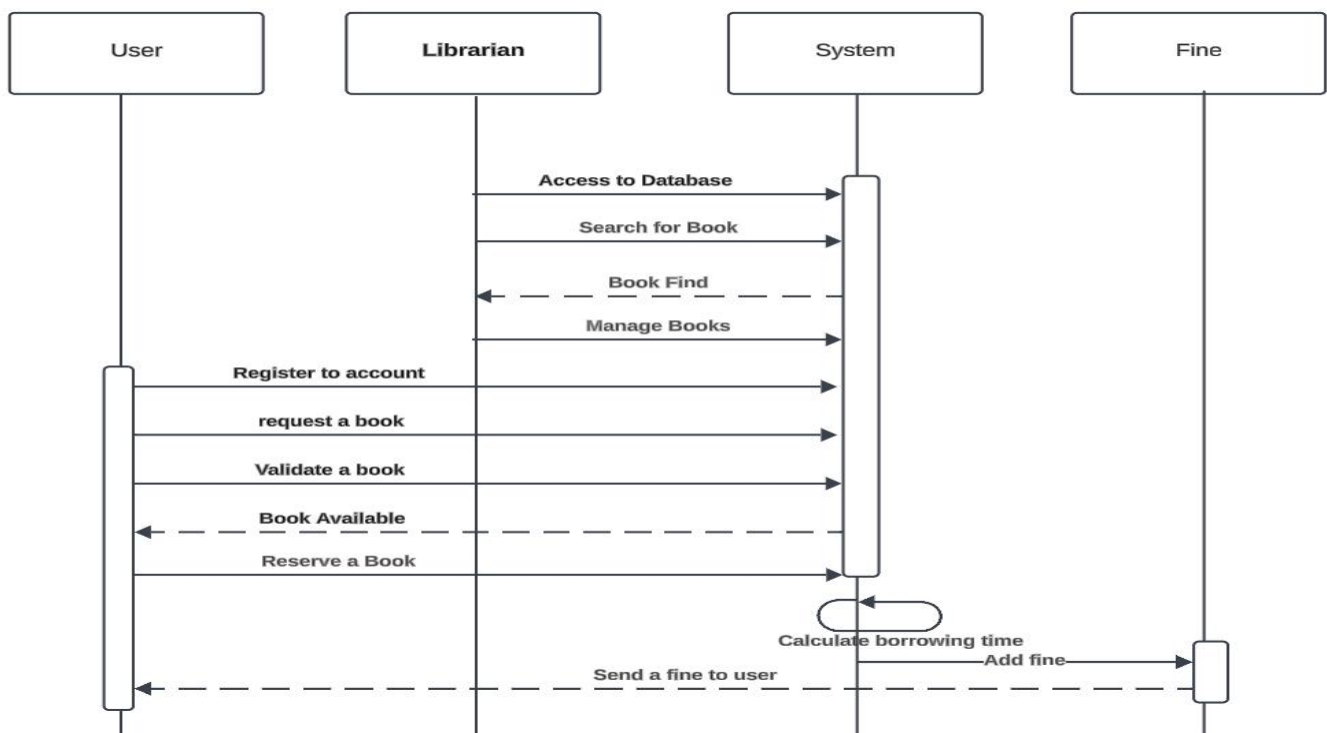 User
Librarian
System
Fine
Access to Database
Search for Book
Book Find
Manage Books
Register to account
request a book
Validate a book
Book Available
Reserve a Book
Calculate borrowing time
Add fine
Send a fine to user